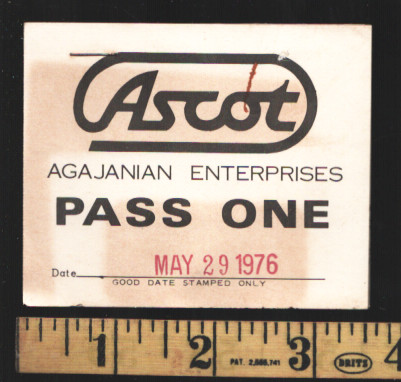 Ascot
AGAJANIAN ENTERPRISES
PASS ONE
Date MAY 29 1976
GOOD DATE STAMPED ONLY
1 2 PAT. 2,588,741 3 BRITS 4